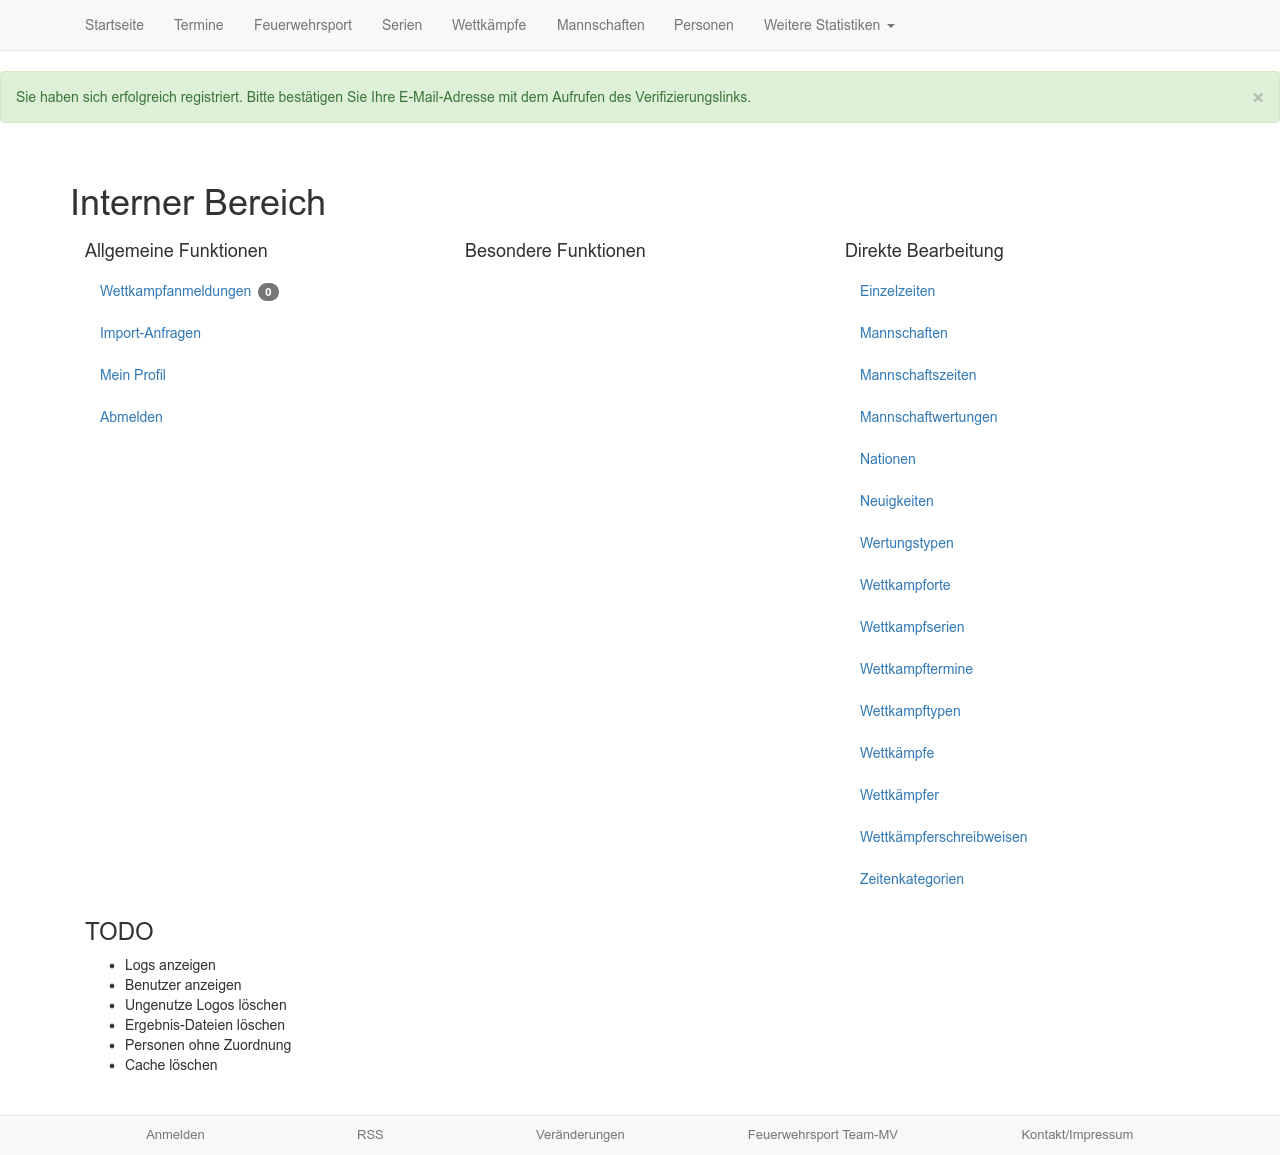 Startseite Termine Feuerwehrsport Serien Wettkämpfe Mannschaften Personen Weitere Statistiken
Sie haben sich erfolgreich registriert. Bitte bestätigen Sie Ihre E-Mail-Adresse mit dem Aufrufen des Verifizierungslinks. ×
Interner Bereich
Allgemeine Funktionen
Wettkampfanmeldungen 0
Import-Anfragen
Mein Profil
Abmelden
Besondere Funktionen
Direkte Bearbeitung
Einzelzeiten
Mannschaften
Mannschaftszeiten
Mannschaftwertungen
Nationen
Neuigkeiten
Wertungstypen
Wettkampforte
Wettkampfserien
Wettkampftermine
Wettkampftypen
Wettkämpfe
Wettkämpfer
Wettkämpferschreibweisen
Zeitenkategorien
TODO
• Logs anzeigen
• Benutzer anzeigen
• Ungenutze Logos löschen
• Ergebnis-Dateien löschen
• Personen ohne Zuordnung
• Cache löschen
Anmelden RSS Veränderungen Feuerwehrsport Team-MV Kontakt/Impressum